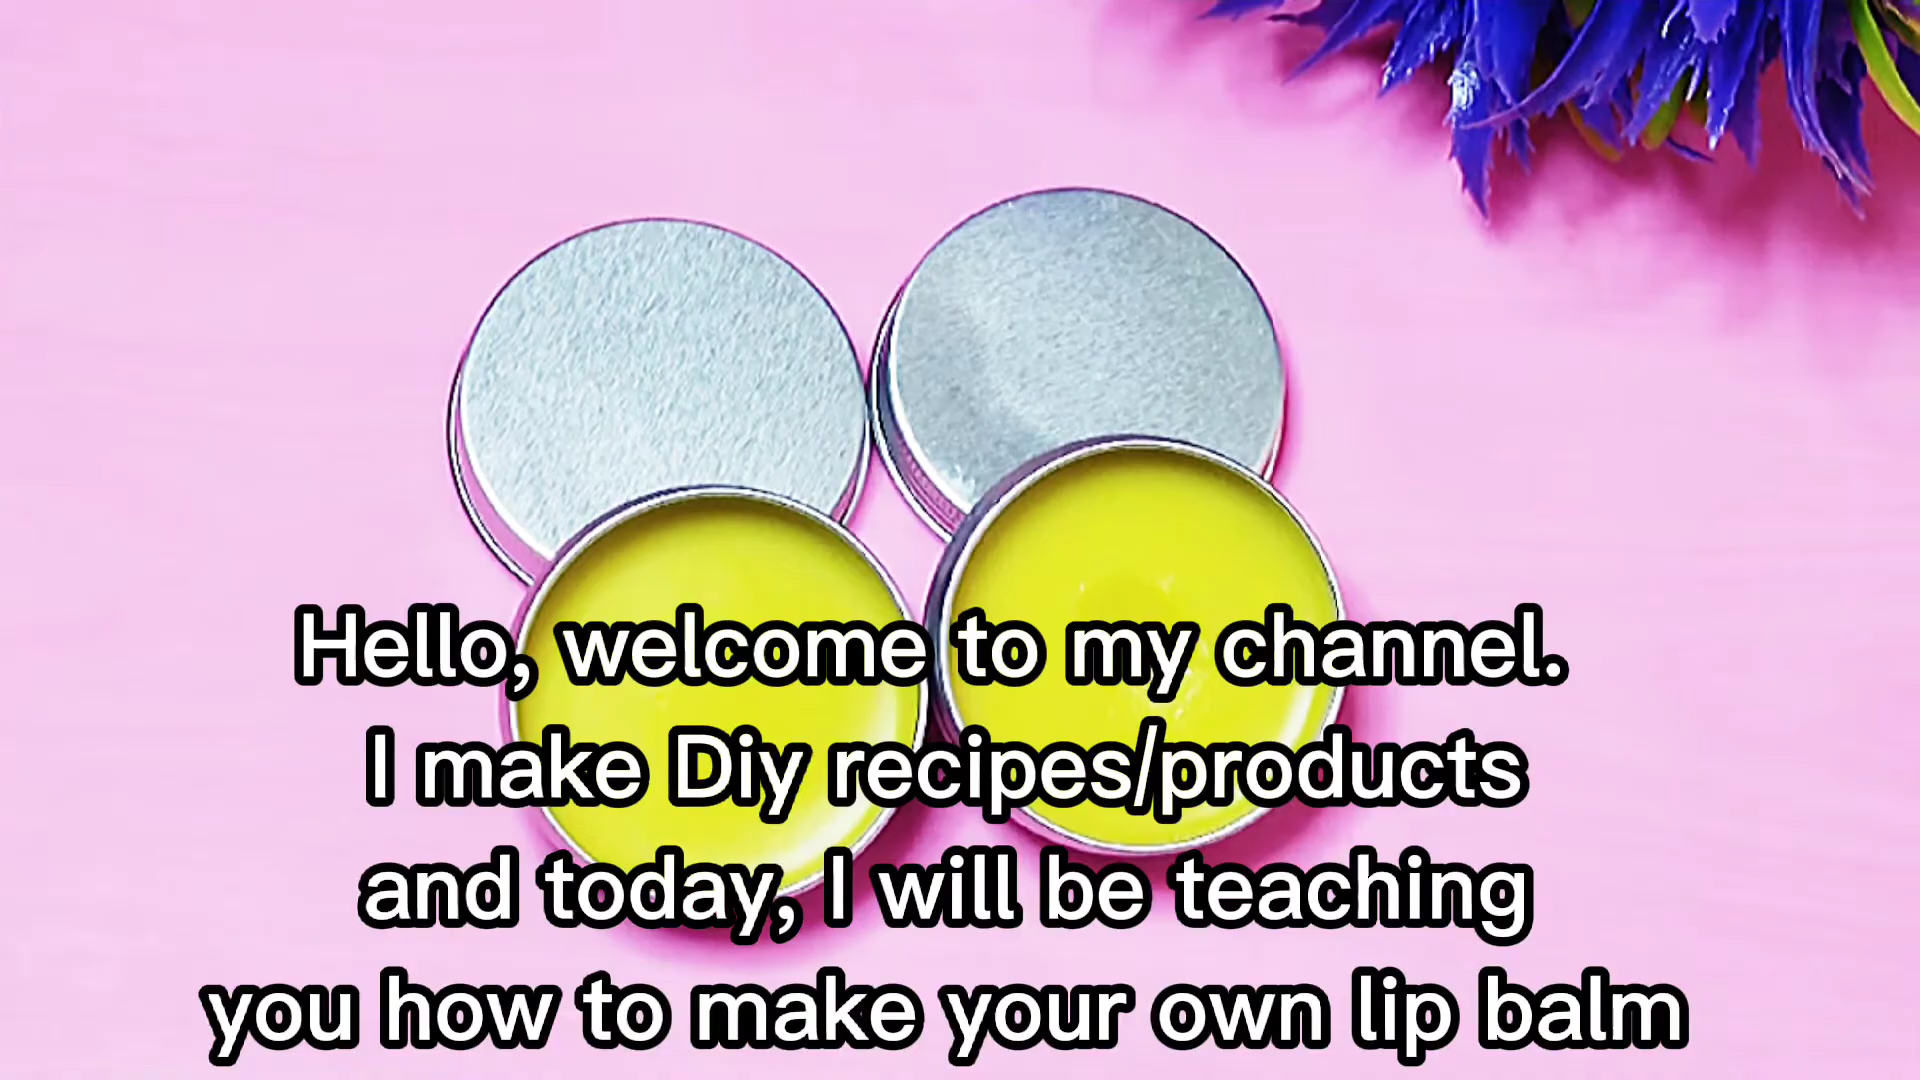 Hello, welcome to my channel.
I make Diy recipes/products
and today, I will be teaching
you how to make your own lip balm